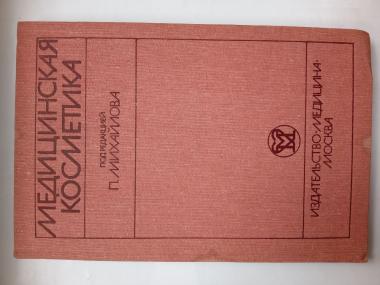 МЕДИЦИНСКАЯ
КОСМЕТИКА
ПОД РЕДАКЦИЕЙ
П. МИХАЙЛОВА
ИЗДАТЕЛЬСТВО·МЕДИЦИНА·
МОСКВА